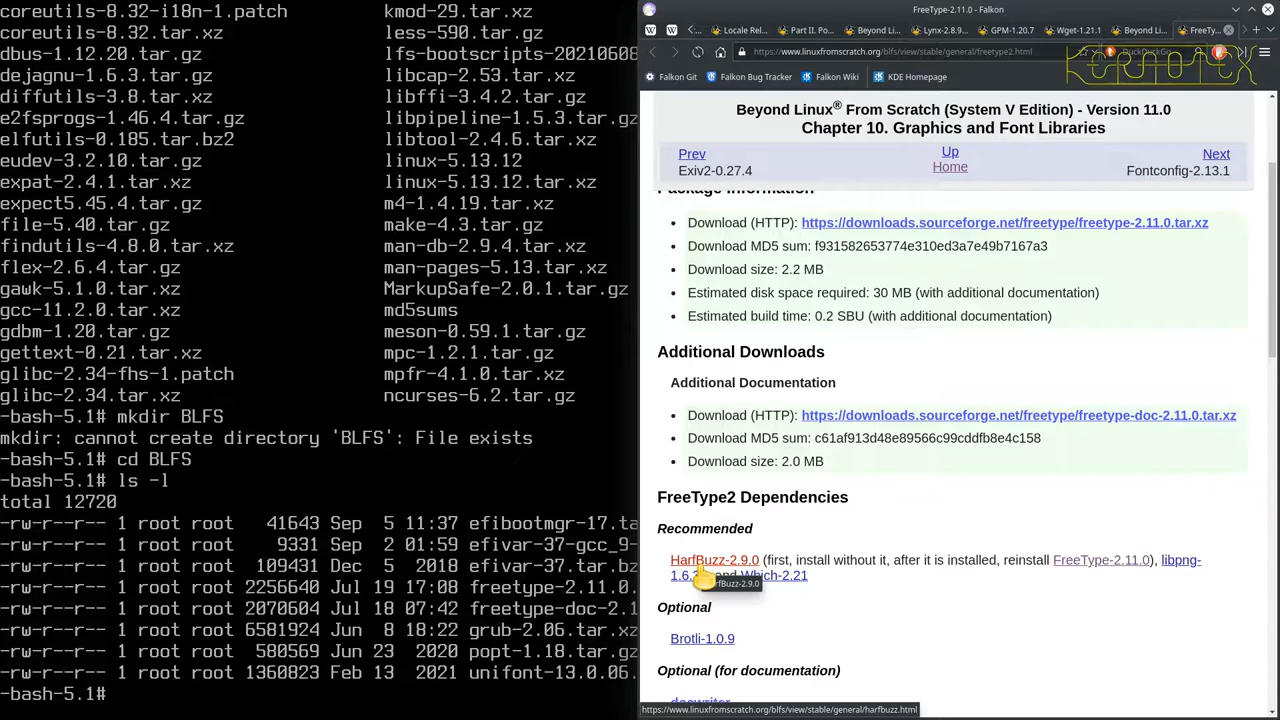 coreutils-8.32-i18n-1.patch kmod-29.tar.xz
coreutils-8.32.tar.xz less-590.tar.gz
dbus-1.12.20.tar.gz lfs-bootscripts-20210608
dejagnu-1.6.3.tar.gz libcap-2.53.tar.xz
diffutils-3.8.tar.xz libffi-3.4.2.tar.gz
e2fsprogs-1.46.4.tar.gz libpipeline-1.5.3.tar.gz
elfutils-0.185.tar.bz2 libtool-2.4.6.tar.xz
eudev-3.2.10.tar.gz linux-5.13.12
expat-2.4.1.tar.xz linux-5.13.12.tar.xz
expect5.45.4.tar.gz m4-1.4.19.tar.xz
file-5.40.tar.gz make-4.3.tar.gz
findutils-4.8.0.tar.xz man-db-2.9.4.tar.xz
flex-2.6.4.tar.gz man-pages-5.13.tar.xz
gawk-5.1.0.tar.xz MarkupSafe-2.0.1.tar.gz
gcc-11.2.0.tar.xz md5sums
gdbm-1.20.tar.gz meson-0.59.1.tar.gz
gettext-0.21.tar.xz mpc-1.2.1.tar.gz
glibc-2.34-fhs-1.patch mpfr-4.1.0.tar.xz
glibc-2.34.tar.xz ncurses-6.2.tar.gz
-bash-5.1# mkdir BLFS
mkdir: cannot create directory 'BLFS': File exists
-bash-5.1# cd BLFS
-bash-5.1# ls -l
total 12720
-rw-r--r-- 1 root root 41643 Sep 5 11:37 efibootmgr-17.ta
-rw-r--r-- 1 root root 9331 Sep 2 01:59 efivar-37-gcc_9-
-rw-r--r-- 1 root root 109431 Dec 5 2018 efivar-37.tar.bz
-rw-r--r-- 1 root root 2256640 Jul 19 17:08 freetype-2.11.0.
-rw-r--r-- 1 root root 2070604 Jul 18 07:42 freetype-doc-2.1
-rw-r--r-- 1 root root 6581924 Jun 8 18:22 grub-2.06.tar.xz
-rw-r--r-- 1 root root 580569 Jun 23 2020 popt-1.18.tar.gz
-rw-r--r-- 1 root root 1360823 Feb 13 2021 unifont-13.0.06.
-bash-5.1#
FreeType-2.11.0 - Falkon
Locale Rel... Part II. Po... Beyond Li... Lynx-2.8.9... GPM-1.20.7 Wget-1.21.1 Beyond Li... FreeTy...
https://www.linuxfromscratch.org/blfs/view/stable/general/freetype2.html
DuckDuckGo
Falkon Git Falkon Bug Tracker Falkon Wiki KDE Homepage
Beyond Linux® From Scratch (System V Edition) - Version 11.0
Chapter 10. Graphics and Font Libraries
Prev Up Next
Exiv2-0.27.4 Home Fontconfig-2.13.1
Package Information
• Download (HTTP): https://downloads.sourceforge.net/freetype/freetype-2.11.0.tar.xz
• Download MD5 sum: f931582653774e310ed3a7e49b7167a3
• Download size: 2.2 MB
• Estimated disk space required: 30 MB (with additional documentation)
• Estimated build time: 0.2 SBU (with additional documentation)
Additional Downloads
Additional Documentation
• Download (HTTP): https://downloads.sourceforge.net/freetype/freetype-doc-2.11.0.tar.xz
• Download MD5 sum: c61af913d48e89566c99cddfb8e4c158
• Download size: 2.0 MB
FreeType2 Dependencies
Recommended
HarfBuzz-2.9.0 (first, install without it, after it is installed, reinstall FreeType-2.11.0), libpng-
1.6. and Which-2.21
rfBuzz-2.9.0
Optional
Brotli-1.0.9
Optional (for documentation)
docwriter
https://www.linuxfromscratch.org/blfs/view/stable/general/harfbuzz.html